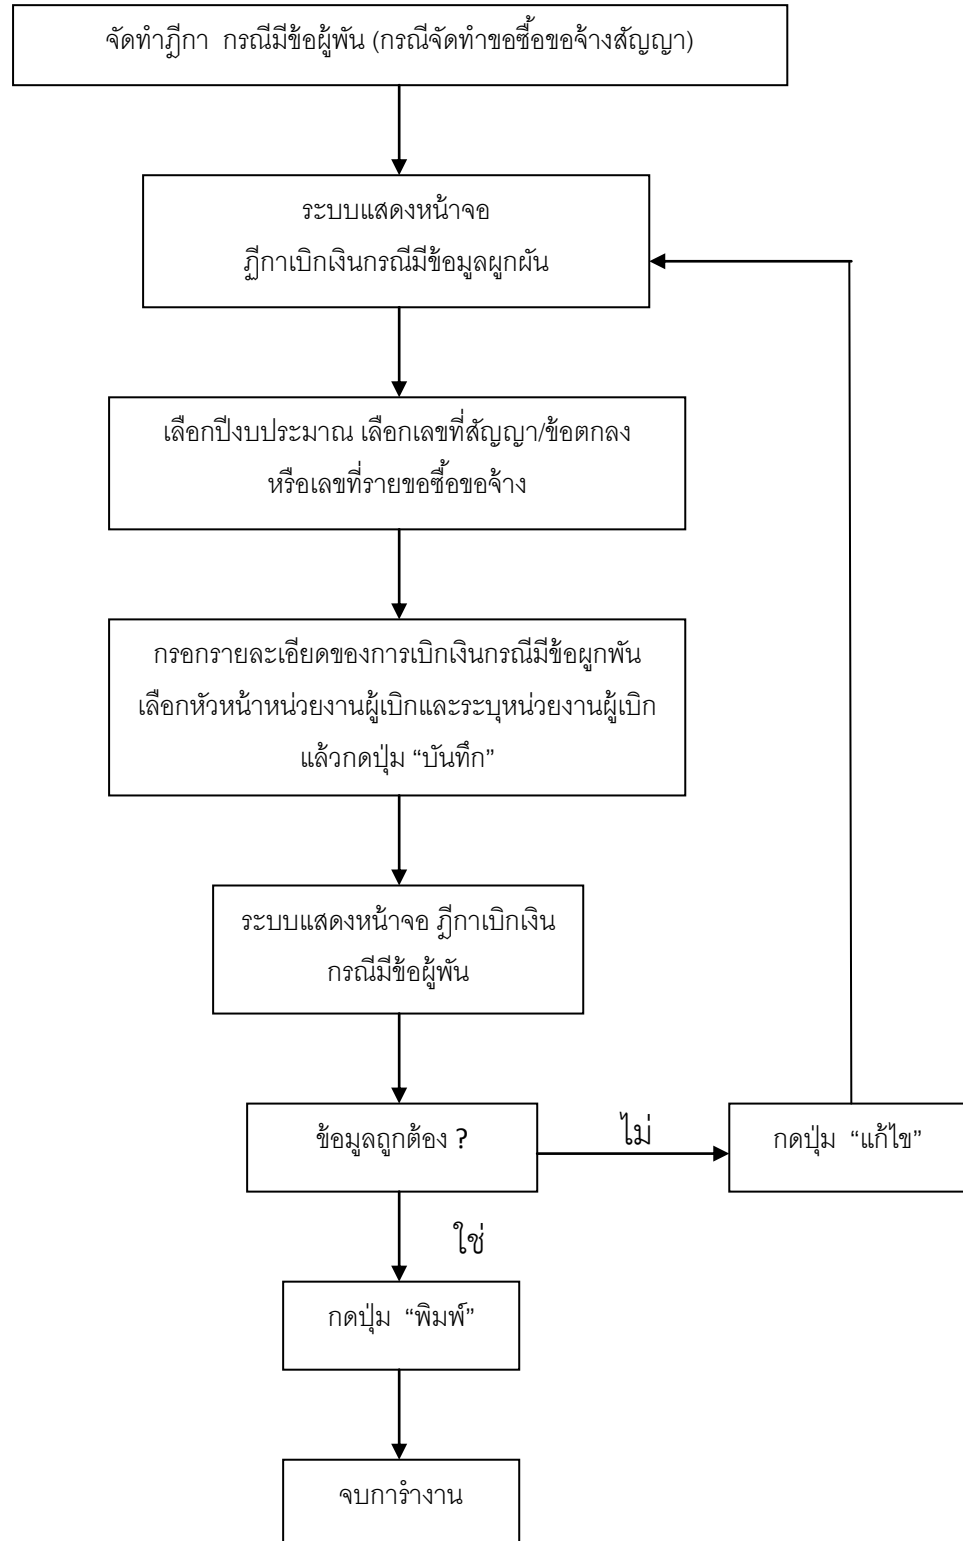 จัดทำฎีกา กรณีมีข้อผู้พัน (กรณีจัดทำขอซื้อขอจ้างสัญญา)
ระบบแสดงหน้าจอ
ฎีกาเบิกเงินกรณีมีข้อมูลผูกผัน
เลือกปีงบประมาณ เลือกเลขที่สัญญา/ข้อตกลง
หรือเลขที่รายขอซื้อขอจ้าง
กรอกรายละเอียดของการเบิกเงินกรณีมีข้อผูกพัน
เลือกหัวหน้าหน่วยงานผู้เบิกและระบุหน่วยงานผู้เบิก
แล้วกดปุ่ม “บันทึก”
ระบบแสดงหน้าจอ ฎีกาเบิกเงิน
กรณีมีข้อผู้พัน
ข้อมูลถูกต้อง ?
ไม่
กดปุ่ม “แก้ไข”
ใช่
กดปุ่ม “พิมพ์”
จบการำงาน